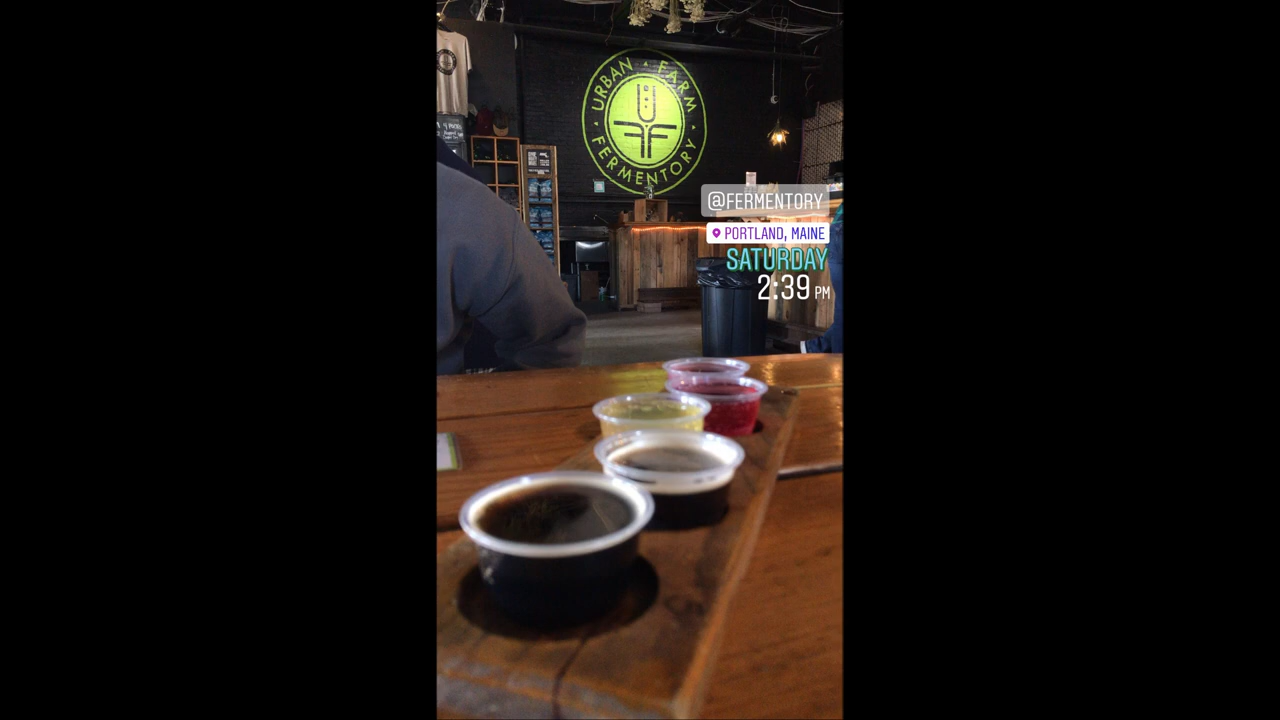 URBAN · FARM
FERMENTORY
@FERMENTORY
PORTLAND, MAINE
SATURDAY
2:39 PM